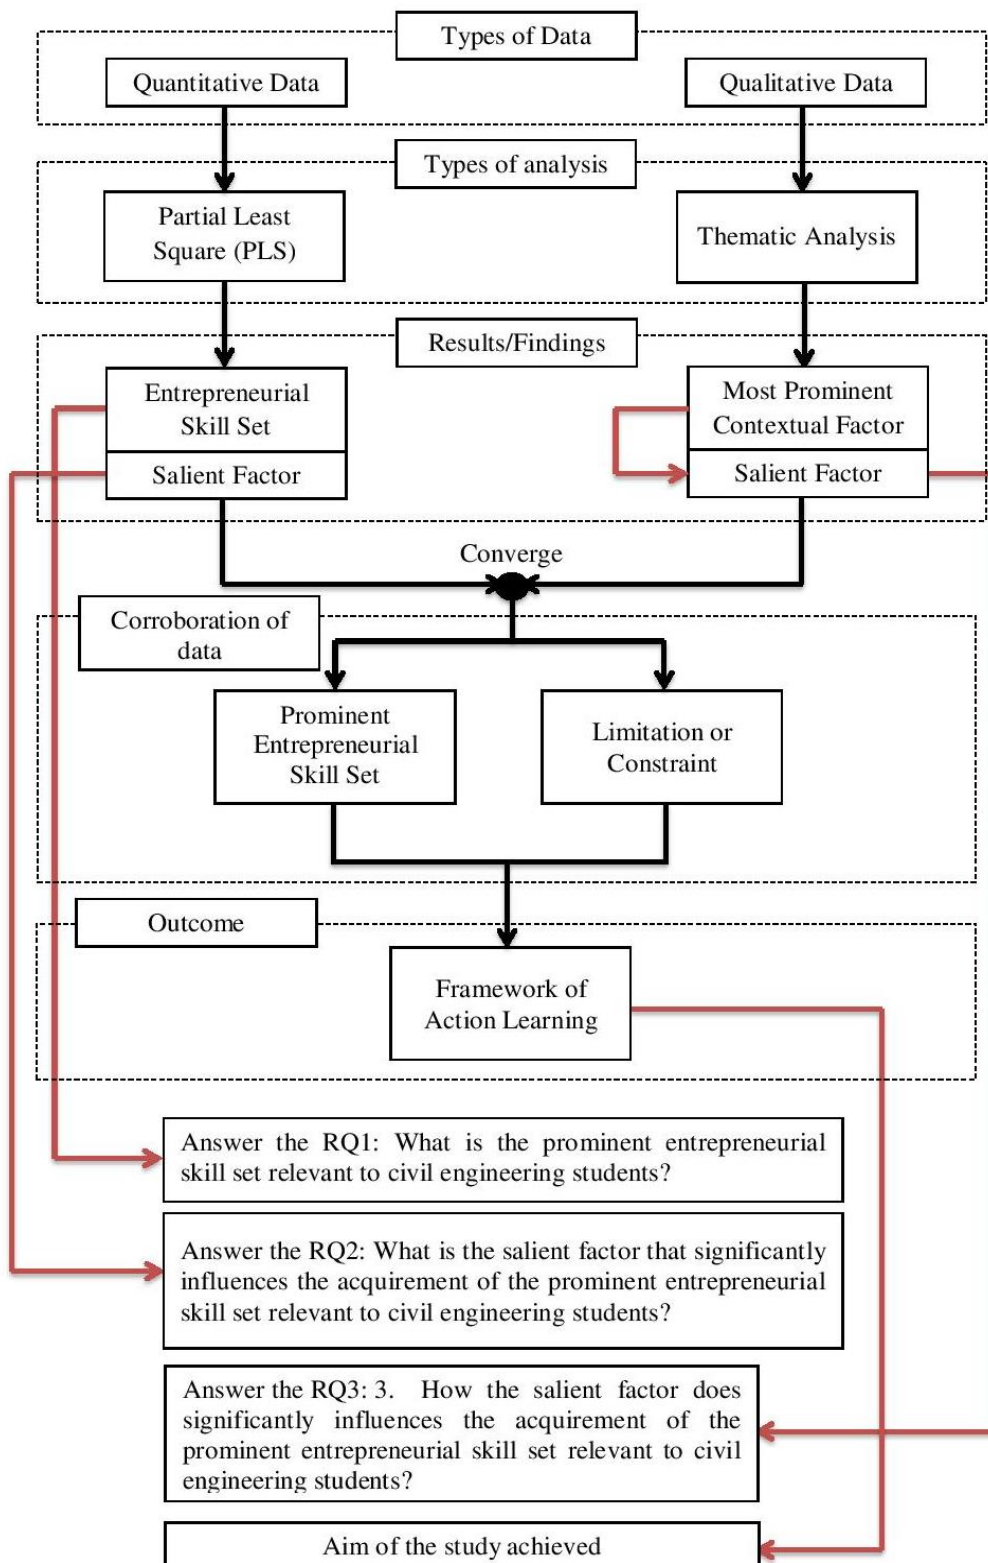 Types of Data
Quantitative Data
Qualitative Data
Types of analysis
Partial Least
Square (PLS)
Thematic Analysis
Results/Findings
Entrepreneurial
Skill Set
Salient Factor
Most Prominent
Contextual Factor
Salient Factor
Converge
Corroboration of
data
Prominent
Entrepreneurial
Skill Set
Limitation or
Constraint
Outcome
Framework of
Action Learning
Answer the RQ1: What is the prominent entrepreneurial
skill set relevant to civil engineering students?
Answer the RQ2: What is the salient factor that significantly
influences the acquirement of the prominent entrepreneurial
skill set relevant to civil engineering students?
Answer the RQ3: 3. How the salient factor does
significantly influences the acquirement of the
prominent entrepreneurial skill set relevant to civil
engineering students?
Aim of the study achieved